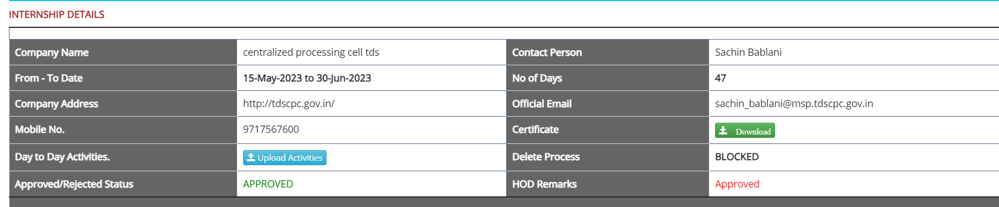 INTERNSHIP DETAILS
Company Name centralized processing cell tds Contact Person Sachin Bablani
From - To Date 15-May-2023 to 30-Jun-2023 No of Days 47
Company Address http://tdscpc.gov.in/ Official Email sachin_bablani@msp.tdscpc.gov.in
Mobile No. 9717567600 Certificate Download
Day to Day Activities. Upload Activities Delete Process BLOCKED
Approved/Rejected Status APPROVED HOD Remarks Approved